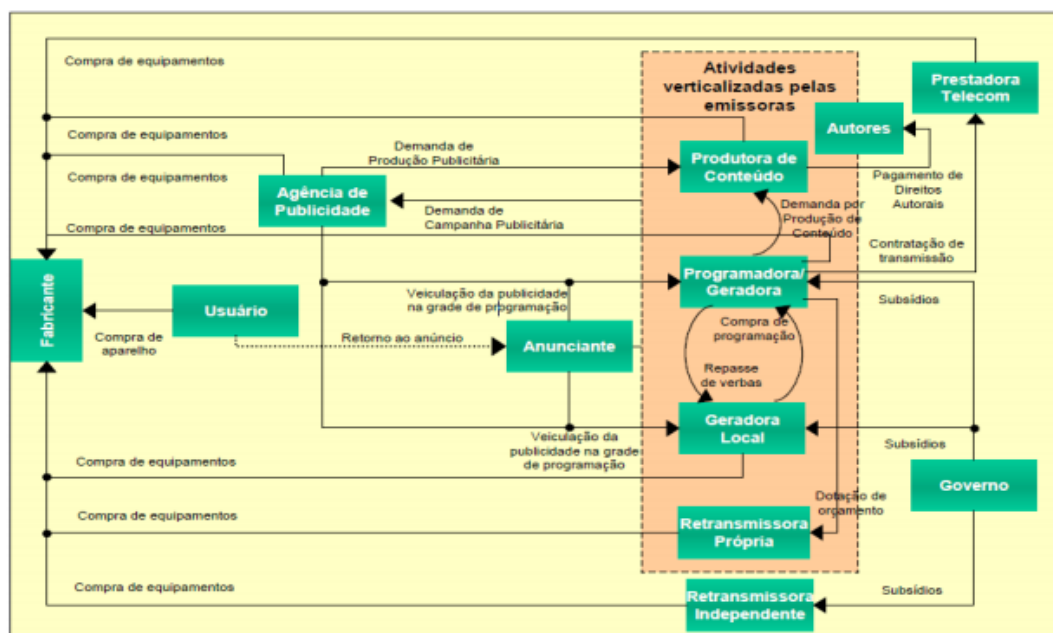 Compra de equipamentos
Atividades
verticalizadas pelas
emissoras
Prestadora
Telecom
Autores
Compra de equipamentos
Demanda de
Produção Publicitária
Produtora de
Conteúdo
Compra de equipamentos
Agência de
Publicidade
Pagamento de
Direitos
Autorais
Demanda de
Campanha Publicitária
Demanda por
Produção de
Conteúdo
Compra de equipamentos
Contratação de
transmissão
Fabricante
Usuário
Programadora/
Geradora
Veiculação da publicidade
na grade de programação
Subsídios
Compra de
aparelho
Retorno ao anúncio
Anunciante
Compra de
programação
Repasse
de verbas
Geradora
Local
Veiculação da
publicidade na grade
de programação
Subsídios
Compra de equipamentos
Governo
Dotação de
orçamento
Compra de equipamentos
Retransmissora
Própria
Compra de equipamentos
Retransmissora
Independente
Subsídios